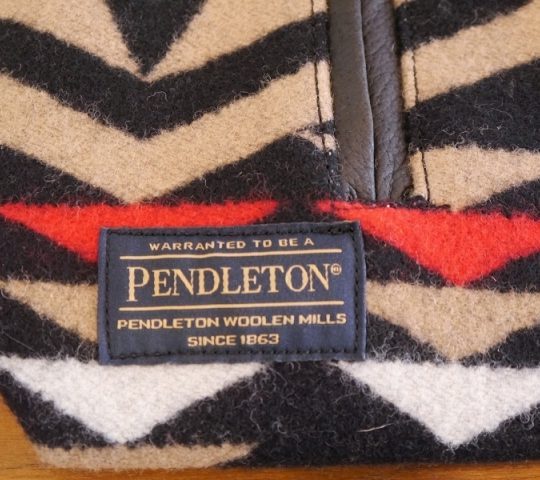 WARRANTED TO BE A
PENDLETON®
PENDLETON WOOLEN MILLS
SINCE 1863